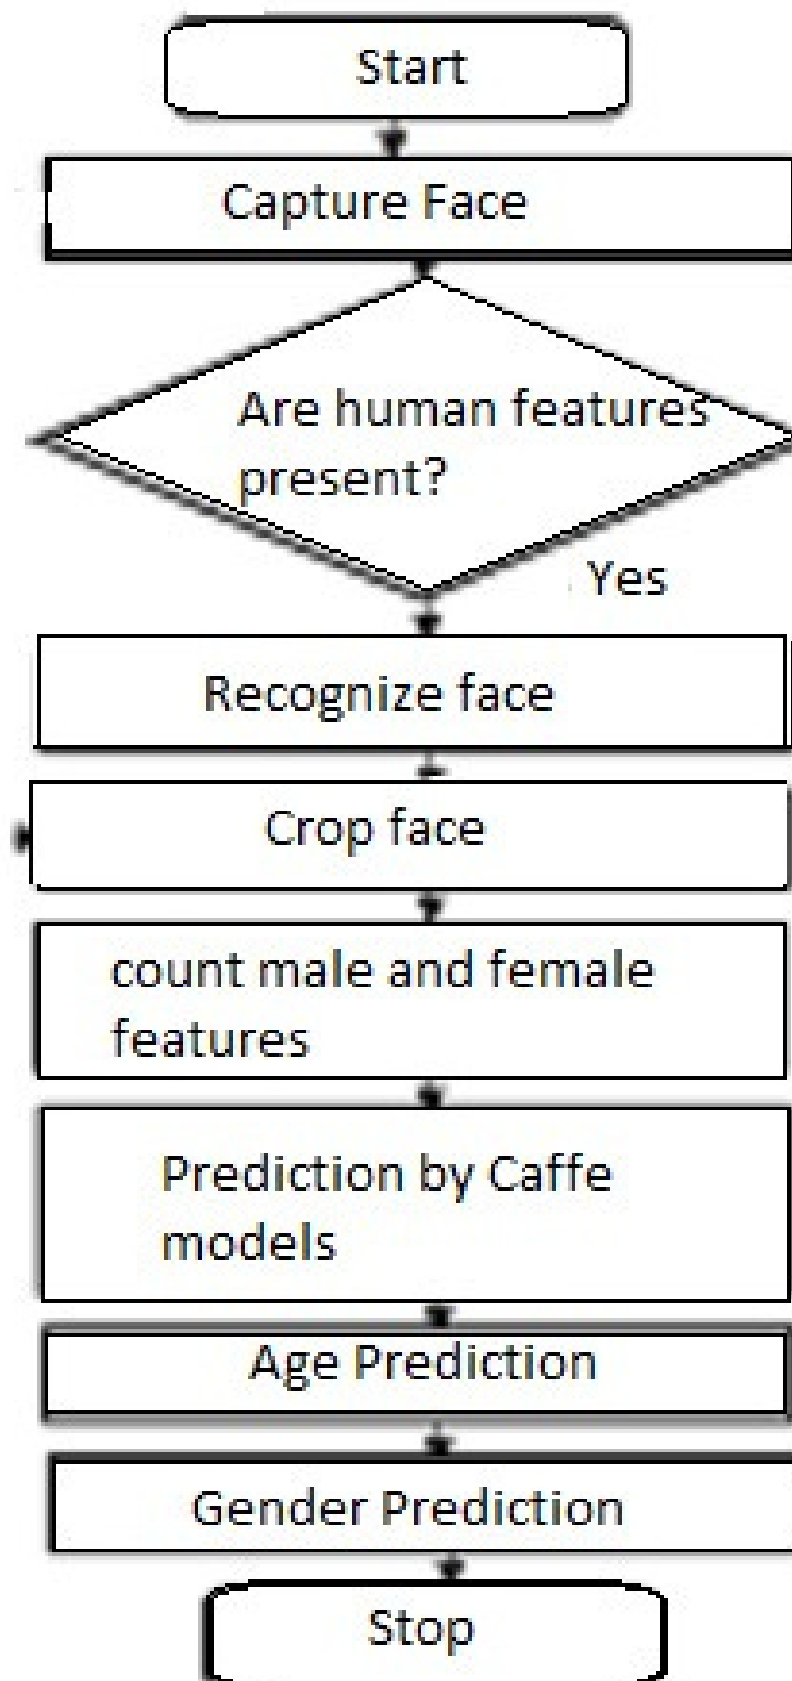 Start
Capture Face
Are human features
present?
Yes
Recognize face
Crop face
count male and female
features
Prediction by Caffe
models
Age Prediction
Gender Prediction
Stop